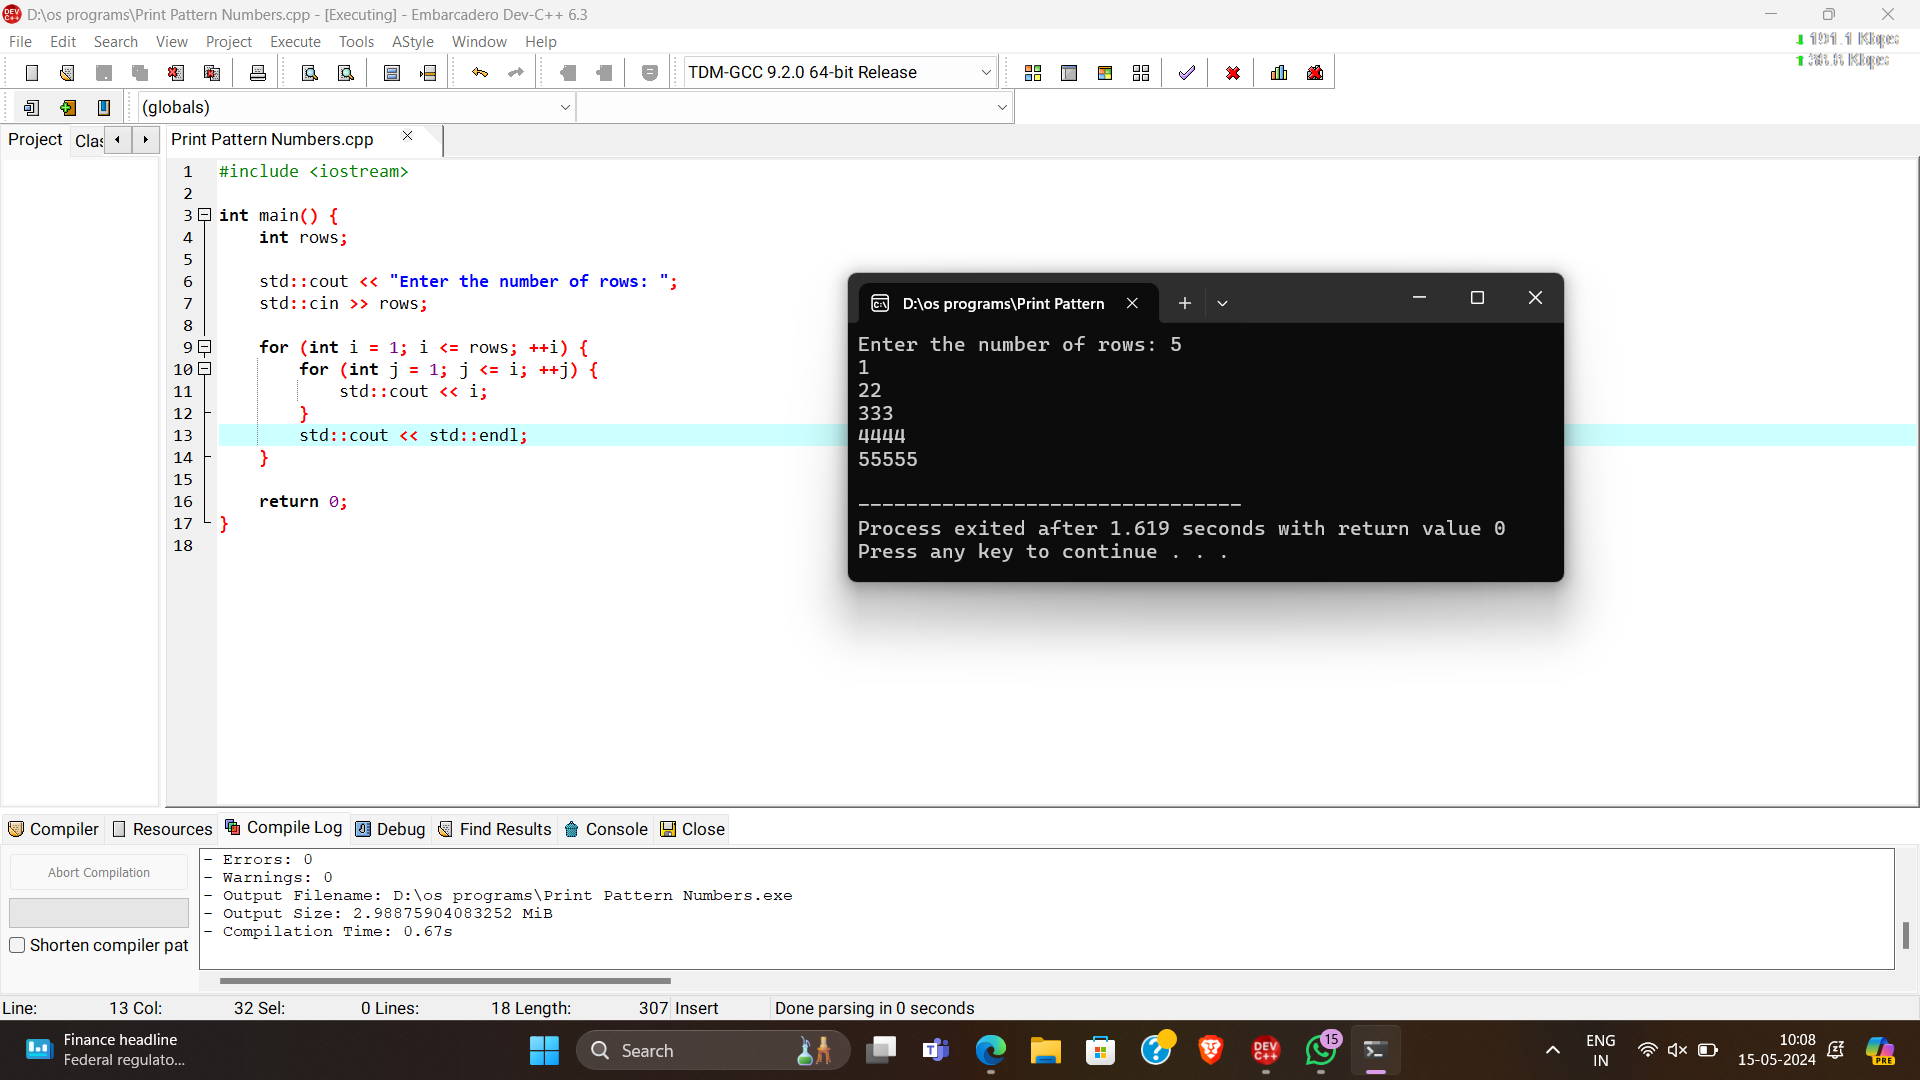 D:\os programs\Print Pattern Numbers.cpp - [Executing] - Embarcadero Dev-C++ 6.3
File Edit Search View Project Execute Tools AStyle Window Help
191.1 Kbps
TDM-GCC 9.2.0 64-bit Release
(globals)
Project Clas Print Pattern Numbers.cpp
1 #include <iostream>
2
3 int main() {
4 int rows;
5
6 std::cout << "Enter the number of rows: ";
7 std::cin >> rows;
8
9 for (int i = 1; i <= rows; ++i) {
10 for (int j = 1; j <= i; ++j) {
11 std::cout << i;
12 }
13 std::cout << std::endl;
14 }
15
16 return 0;
17 }
18
D:\os programs\Print Pattern
Enter the number of rows: 5
1
22
333
4444
55555
--------------------------------
Process exited after 1.619 seconds with return value 0
Press any key to continue . . .
Compiler Resources Compile Log Debug Find Results Console Close
Abort Compilation
Shorten compiler pat
- Errors: 0
- Warnings: 0
- Output Filename: D:\os programs\Print Pattern Numbers.exe
- Output Size: 2.98875904083252 MiB
- Compilation Time: 0.67s
Line: 13 Col: 32 Sel: 0 Lines: 18 Length: 307 Insert Done parsing in 0 seconds
Finance headline
Federal regulato...
Search
DEV C++
15
ENG
IN
10:08
15-05-2024
PRE